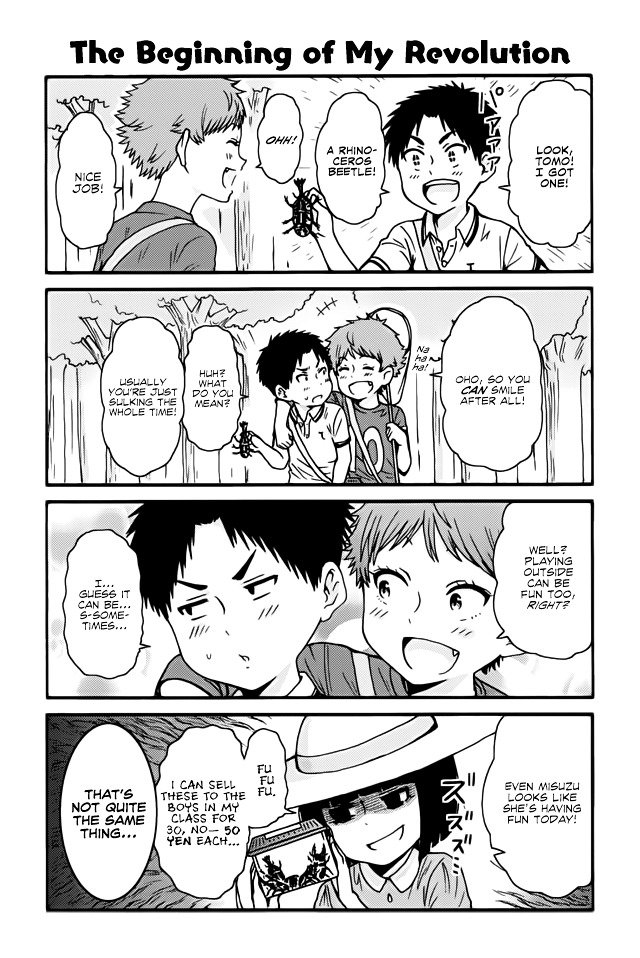 The Beginning of My Revolution
LOOK,
TOMO!
I GOT
ONE!
パアアア
A RHINO-
CEROS
BEETLE!
OHH!
NICE
JOB!
T
OHO, SO YOU
CAN SMILE
AFTER ALL!
Na
ha
ha!
HUH?
WHAT
DO YOU
MEAN?
USUALLY
YOU'RE JUST
SULKING THE
WHOLE TIME!
T
WELL?
PLAYING
OUTSIDE
CAN BE
FUN TOO,
RIGHT?
I...
GUESS IT
CAN BE...
S-SOME-
TIMES...
EVEN MISUZU
LOOKS LIKE
SHE'S HAVING
FUN TODAY!
ズズズ
FU
FU
FU.
I CAN SELL
THESE TO THE
BOYS IN MY
CLASS FOR
30, NO— 50
YEN EACH...
THAT'S
NOT QUITE
THE SAME
THING...